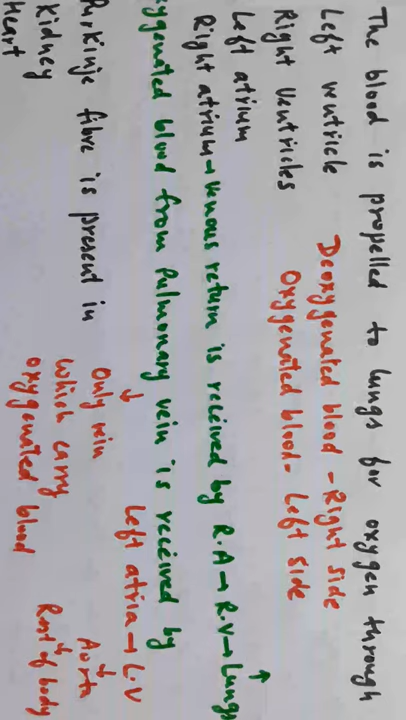 The blood is propelled to lungs for oxygen through
Left ventricle
Deoxygenated blood - Right side
Right Ventricles
Oxygenated blood - Left side
Left atrium
Right atrium → Venous return is received by R.A → R.V → Lungs
ygenated blood from Pulmonary vein is received by
Left atria → L.V
Aorta
Rest of body
Only vein
which carry
oxygenated blood
Purkinje fibre is present in
Kidney
Heart